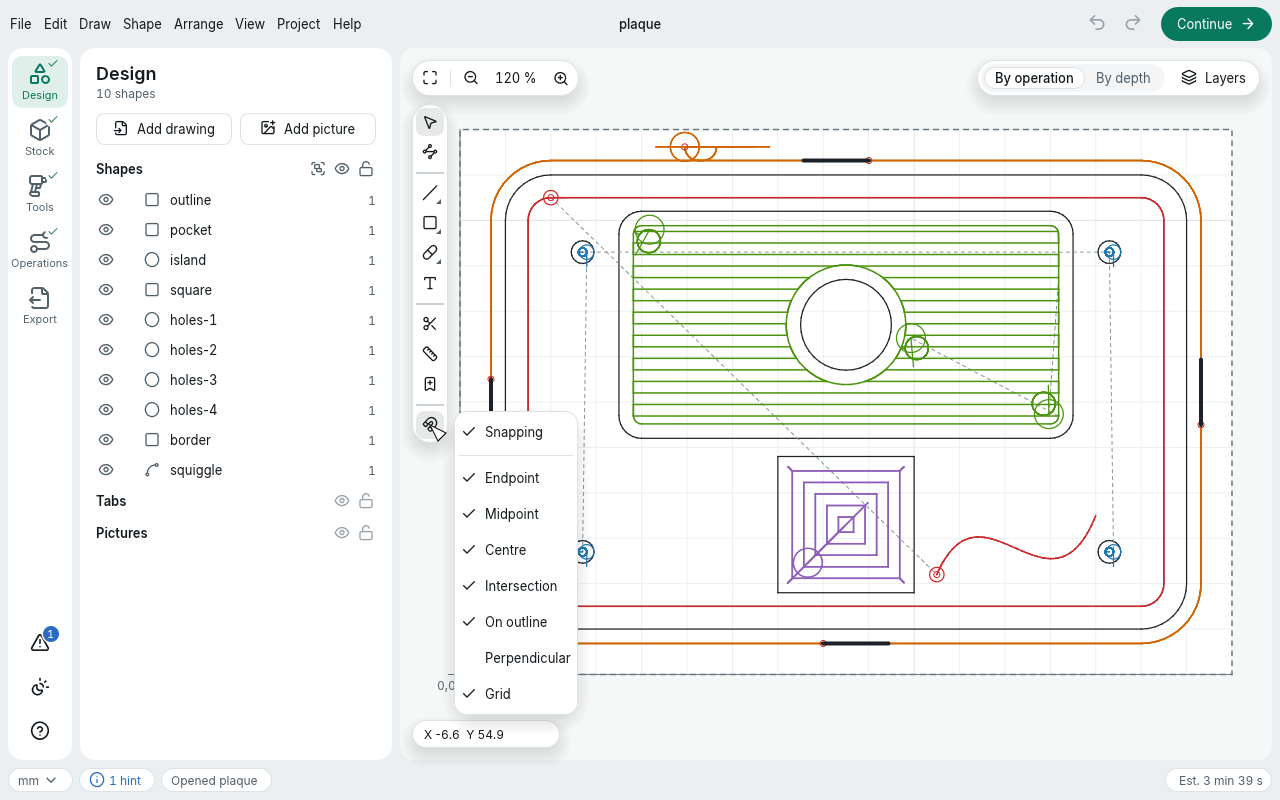 File Edit Draw Shape Arrange View Project Help
plaque
Continue
Design
Stock
Tools
Operations
Export
1
Design
10 shapes
Add drawing
Add picture
Shapes
outline 1
pocket 1
island 1
square 1
holes-1 1
holes-2 1
holes-3 1
holes-4 1
border 1
squiggle 1
Tabs
Pictures
120 %
By operation By depth Layers
Snapping
Endpoint
Midpoint
Centre
Intersection
On outline
Perpendicular
Grid
0,0
X -6.6 Y 54.9
mm
1 hint
Opened plaque
Est. 3 min 39 s